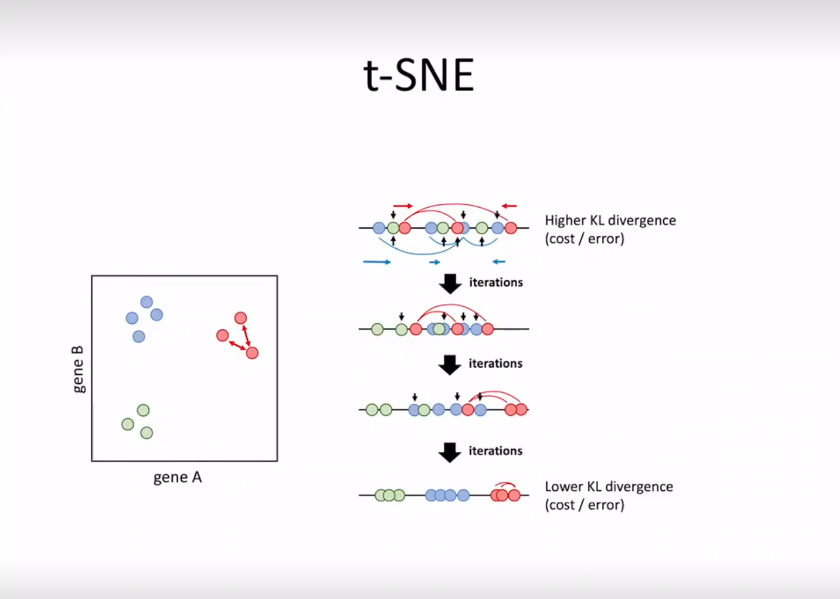 t-SNE
Higher KL divergence
(cost / error)
iterations
iterations
gene B
iterations
gene A
Lower KL divergence
(cost / error)